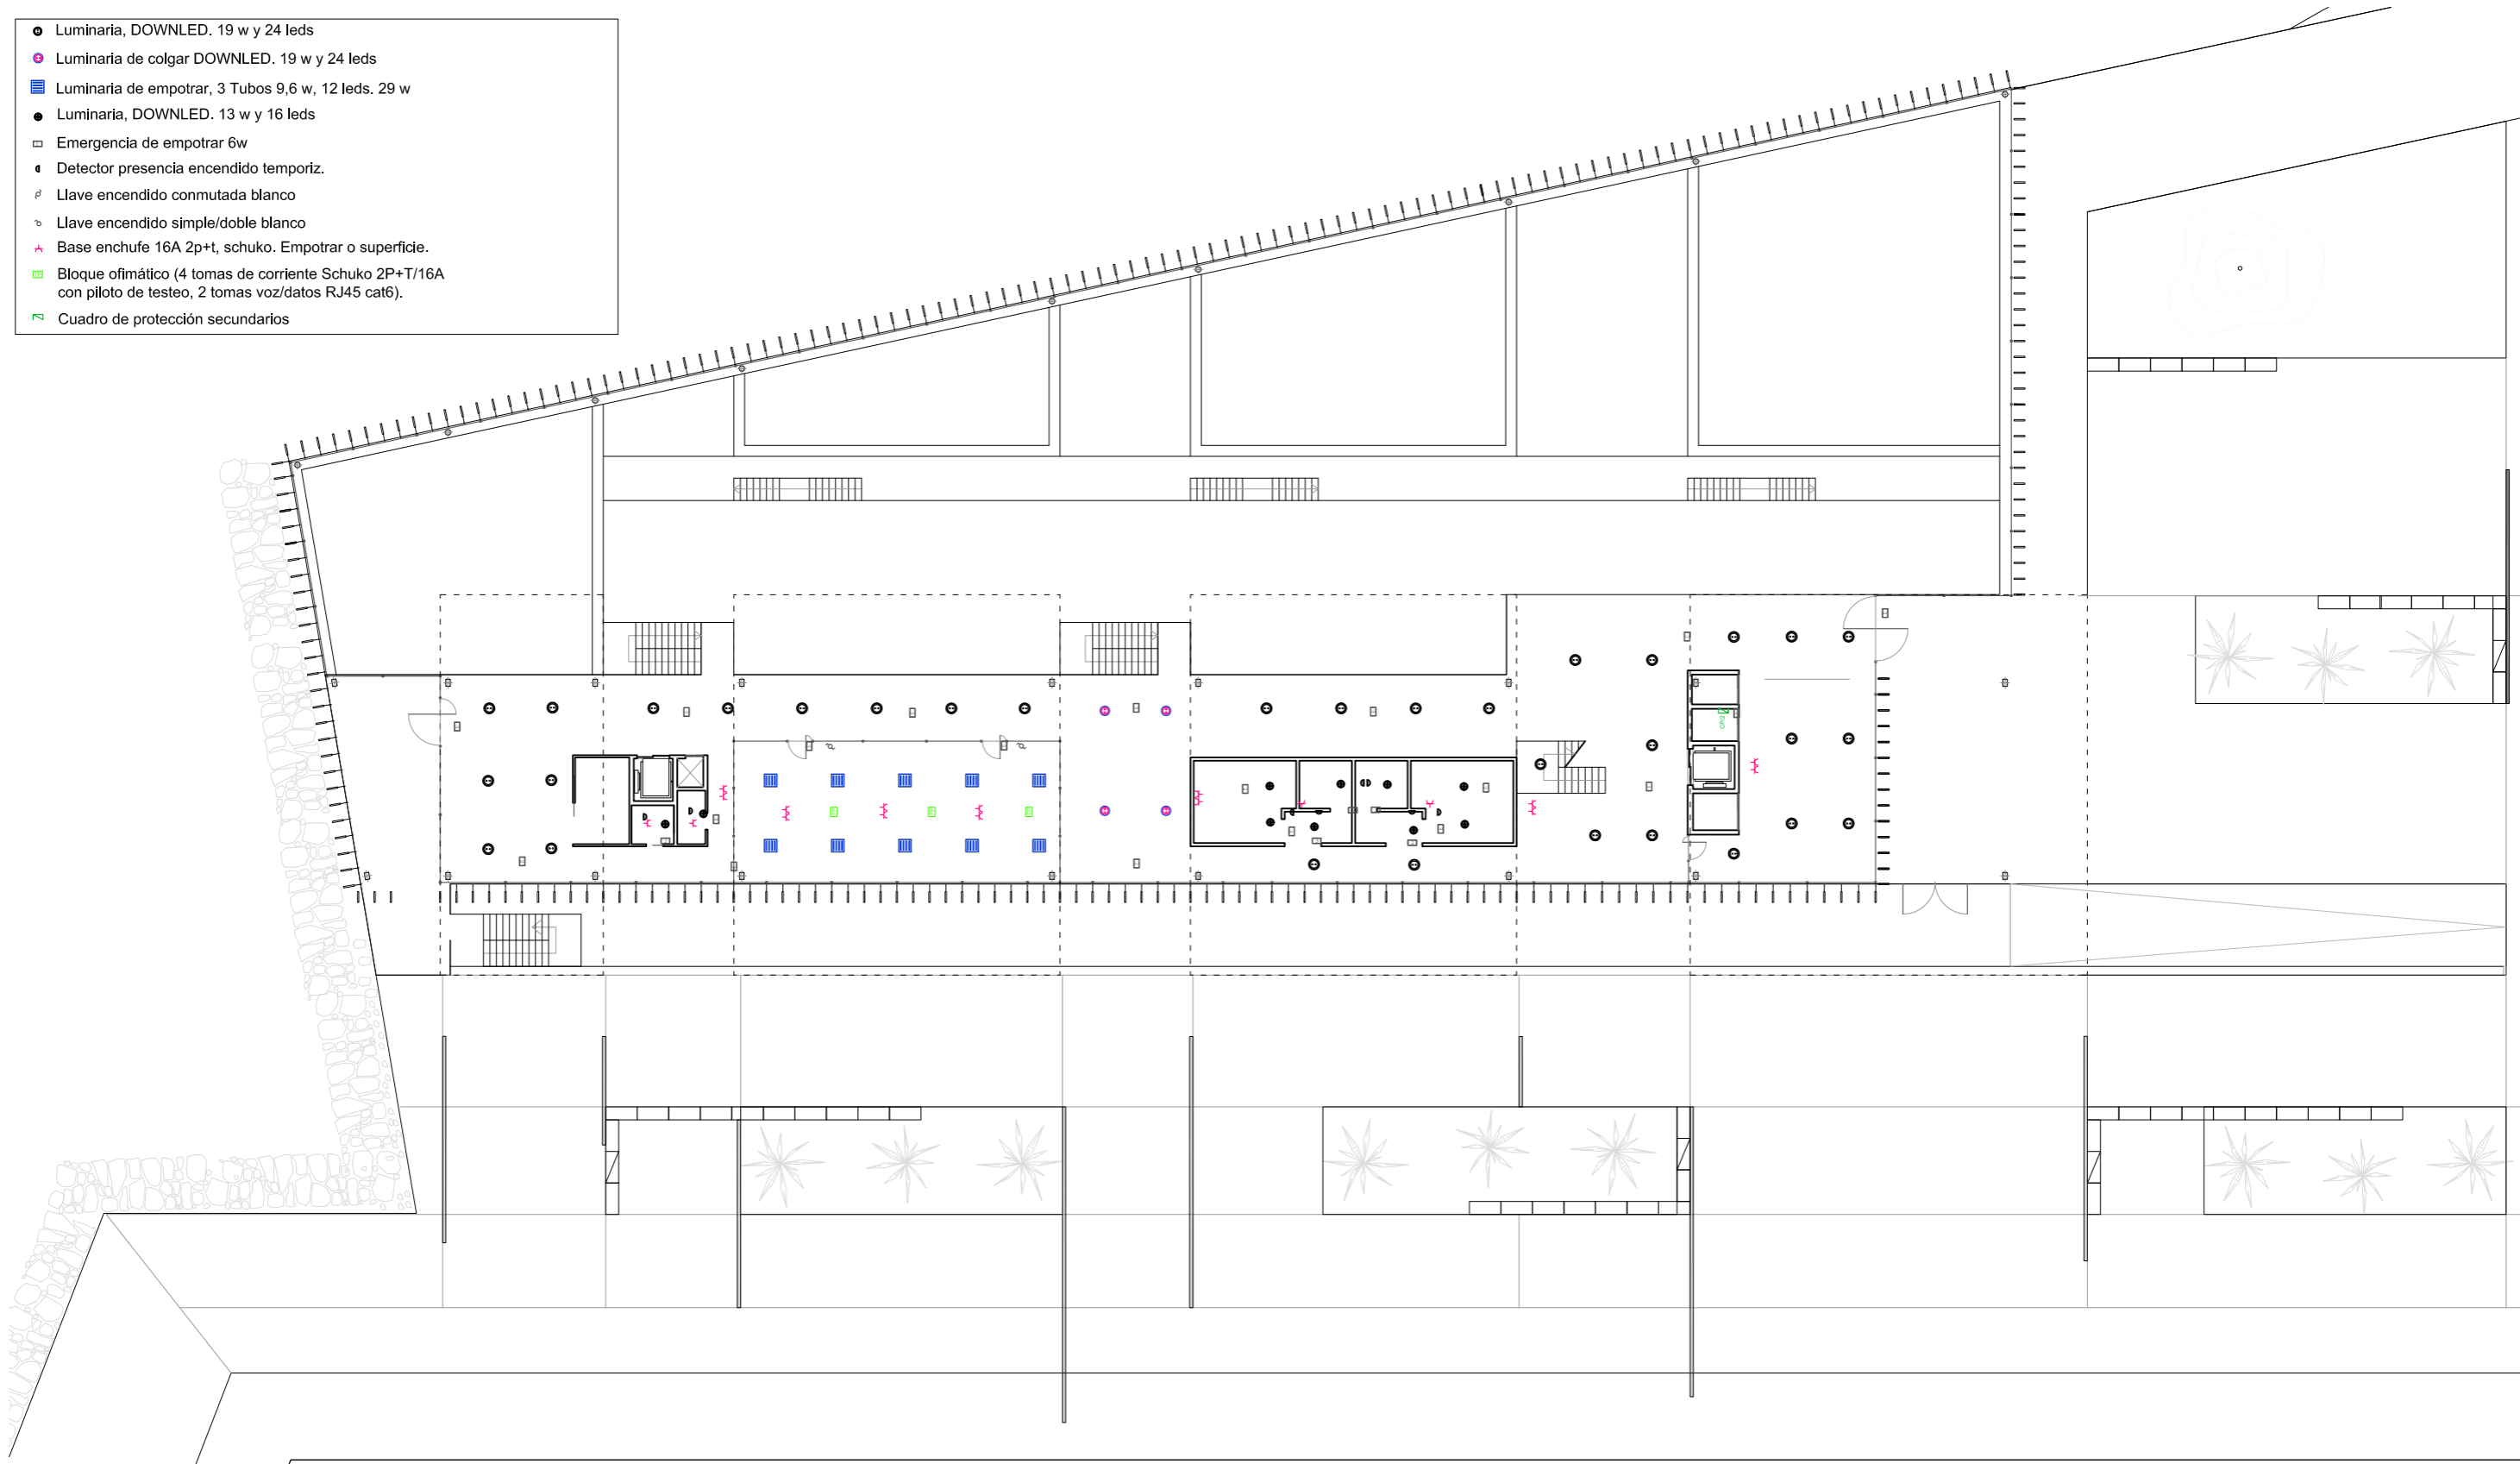 Luminaria, DOWNLED. 19 w y 24 leds
Luminaria de colgar DOWNLED. 19 w y 24 leds
Luminaria de empotrar, 3 Tubos 9,6 w, 12 leds. 29 w
Luminaria, DOWNLED. 13 w y 16 leds
Emergencia de empotrar 6w
Detector presencia encendido temporiz.
Llave encendido conmutada blanco
Llave encendido simple/doble blanco
Base enchufe 16A 2p+t, schuko. Empotrar o superficie.
Bloque ofimático (4 tomas de corriente Schuko 2P+T/16A
con piloto de testeo, 2 tomas voz/datos RJ45 cat6).
Cuadro de protección secundarios